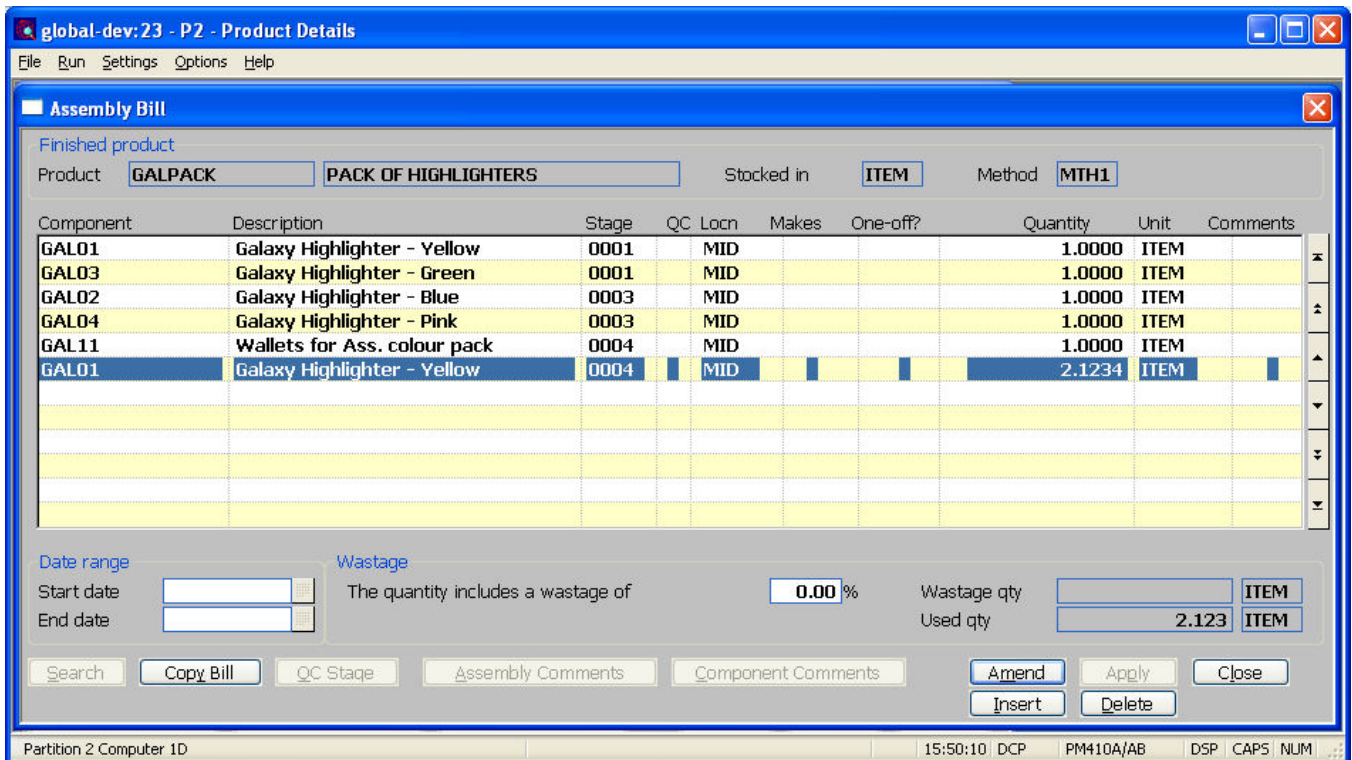 global-dev:23 - P2 - Product Details
File Run Settings Options Help
Assembly Bill
Finished product
Product GALPACK PACK OF HIGHLIGHTERS Stocked in ITEM Method MTH1
Component Description Stage QC Locn Makes One-off? Quantity Unit Comments
GAL01 Galaxy Highlighter - Yellow 0001 MID 1.0000 ITEM
GAL03 Galaxy Highlighter - Green 0001 MID 1.0000 ITEM
GAL02 Galaxy Highlighter - Blue 0003 MID 1.0000 ITEM
GAL04 Galaxy Highlighter - Pink 0003 MID 1.0000 ITEM
GAL11 Wallets for Ass. colour pack 0004 MID 1.0000 ITEM
GAL01 Galaxy Highlighter - Yellow 0004 MID 2.1234 ITEM
Date range Wastage
Start date The quantity includes a wastage of 0.00 % Wastage qty ITEM
End date Used qty 2.123 ITEM
Search Copy Bill QC Stage Assembly Comments Component Comments Amend Apply Close
Insert Delete
Partition 2 Computer 1D 15:50:10 DCP PM410A/AB DSP CAPS NUM